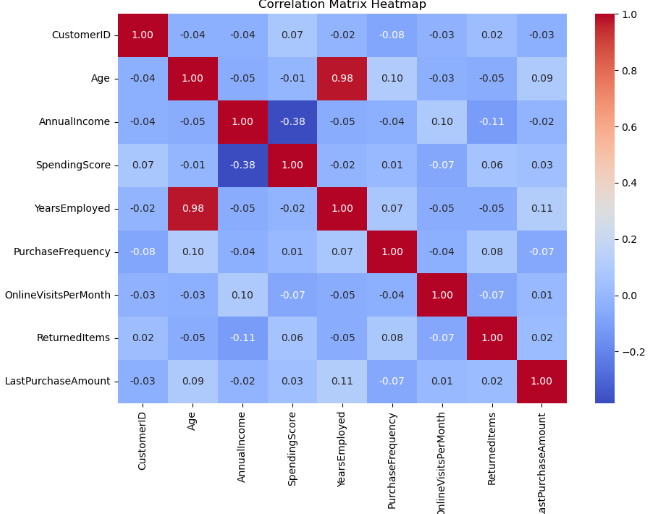 Correlation Matrix Heatmap
CustomerID 1.00 -0.04 -0.04 0.07 -0.02 -0.08 -0.03 0.02 -0.03
Age -0.04 1.00 -0.05 -0.01 0.98 0.10 -0.03 -0.05 0.09
AnnualIncome -0.04 -0.05 1.00 -0.38 -0.05 -0.04 0.10 -0.11 -0.02
SpendingScore 0.07 -0.01 -0.38 1.00 -0.02 0.01 -0.07 0.06 0.03
YearsEmployed -0.02 0.98 -0.05 -0.02 1.00 0.07 -0.05 -0.05 0.11
PurchaseFrequency -0.08 0.10 -0.04 0.01 0.07 1.00 -0.04 0.08 -0.07
OnlineVisitsPerMonth -0.03 -0.03 0.10 -0.07 -0.05 -0.04 1.00 -0.07 0.01
ReturnedItems 0.02 -0.05 -0.11 0.06 -0.05 0.08 -0.07 1.00 0.02
LastPurchaseAmount -0.03 0.09 -0.02 0.03 0.11 -0.07 0.01 0.02 1.00
CustomerID
Age
AnnualIncome
SpendingScore
YearsEmployed
PurchaseFrequency
OnlineVisitsPerMonth
ReturnedItems
LastPurchaseAmount
1.0
0.8
0.6
0.4
0.2
0.0
−0.2